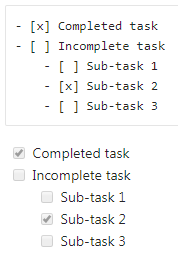 - [x] Completed task
- [ ] Incomplete task
    - [ ] Sub-task 1
    - [x] Sub-task 2
    - [ ] Sub-task 3
Completed task
Incomplete task
Sub-task 1
Sub-task 2
Sub-task 3